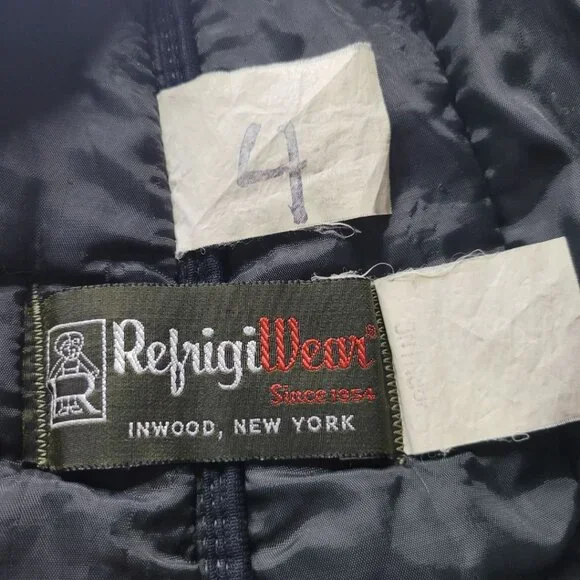 4
RefrigiWear®
Since 1954
INWOOD, NEW YORK